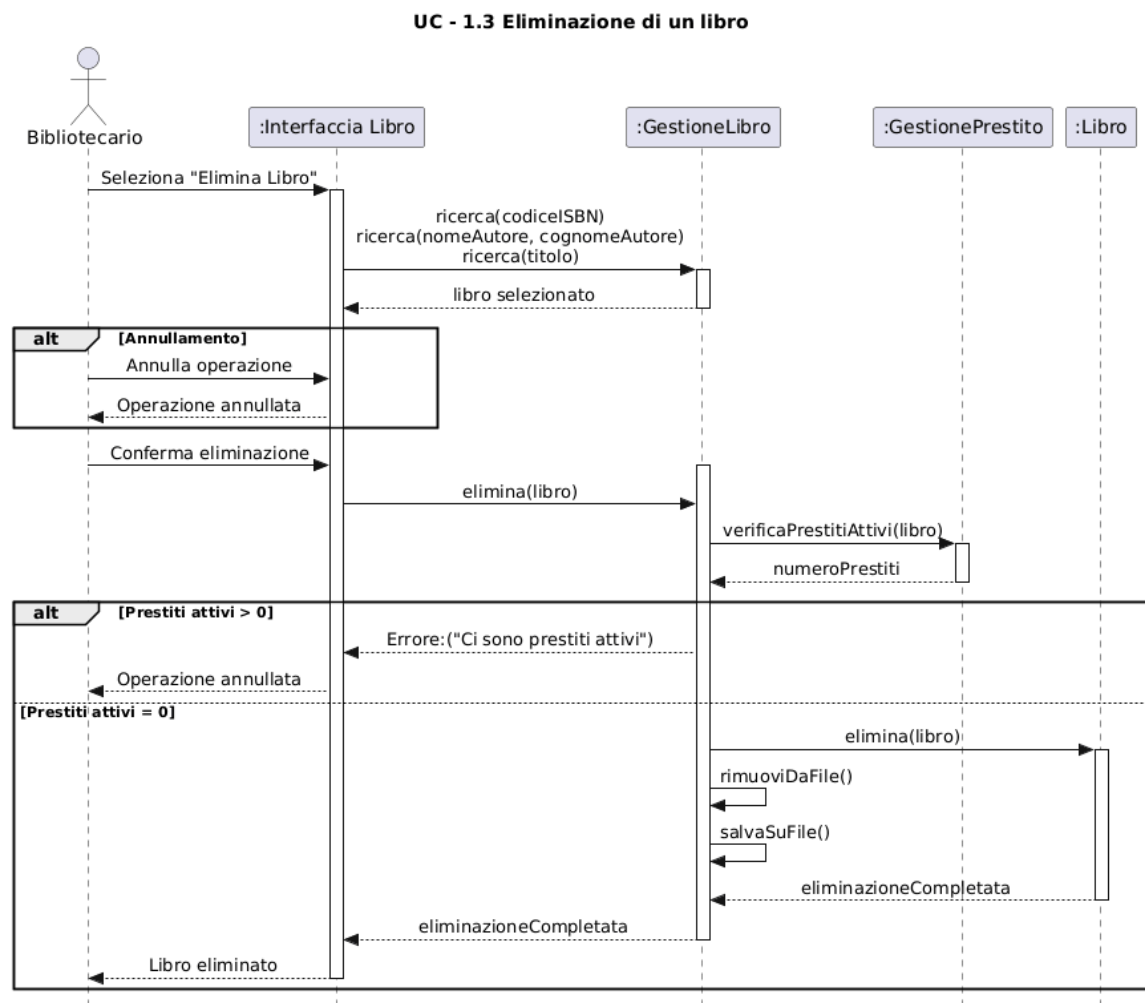 UC - 1.3 Eliminazione di un libro
Bibliotecario
:Interfaccia Libro
:GestioneLibro
:GestionePrestito
:Libro
Seleziona "Elimina Libro"
ricerca(codiceISBN)
ricerca(nomeAutore, cognomeAutore)
ricerca(titolo)
libro selezionato
alt
[Annullamento]
Annulla operazione
Operazione annullata
Conferma eliminazione
elimina(libro)
verificaPrestitiAttivi(libro)
numeroPrestiti
alt
[Prestiti attivi > 0]
Errore:("Ci sono prestiti attivi")
Operazione annullata
[Prestiti attivi = 0]
elimina(libro)
rimuoviDaFile()
salvaSuFile()
eliminazioneCompletata
eliminazioneCompletata
Libro eliminato